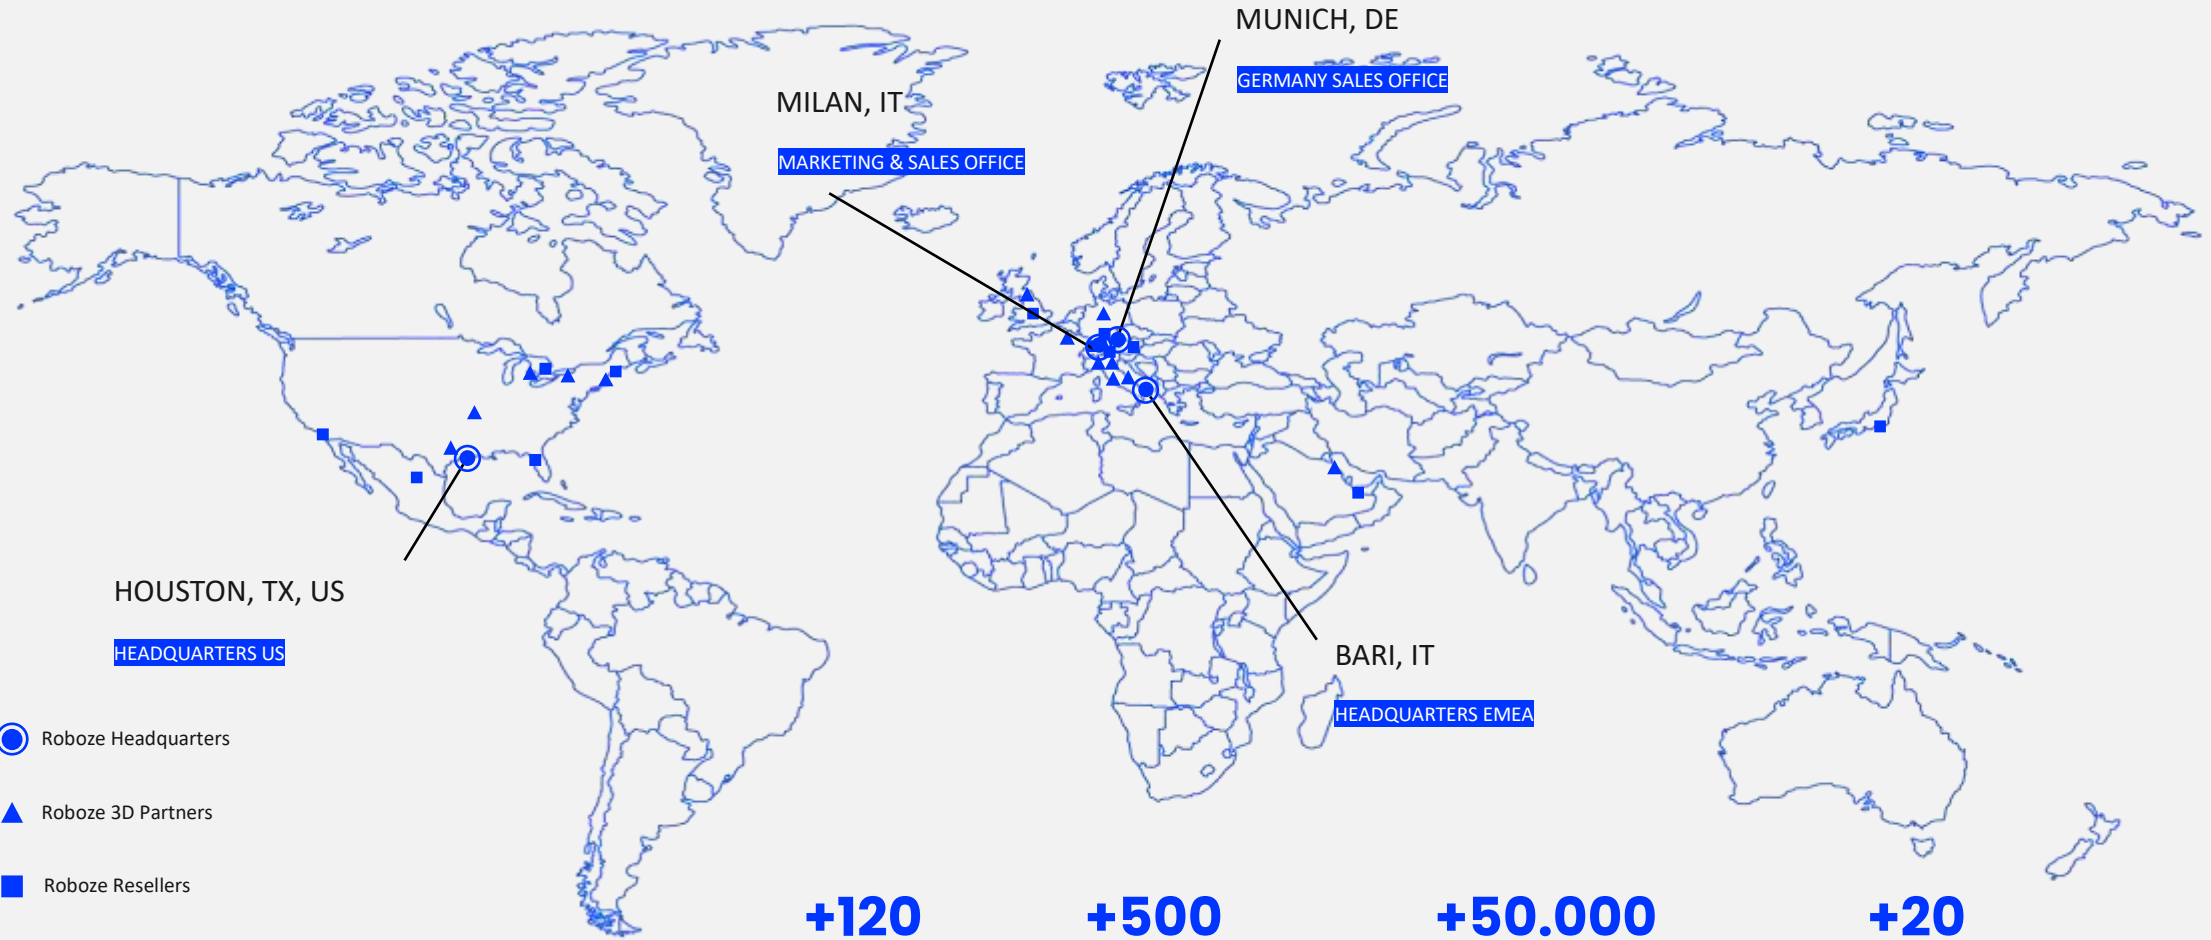 MUNICH, DE
GERMANY SALES OFFICE
MILAN, IT
MARKETING & SALES OFFICE
HOUSTON, TX, US
HEADQUARTERS US
BARI, IT
HEADQUARTERS EMEA
Roboze Headquarters
Roboze 3D Partners
Roboze Resellers
+120
+500
+50.000
+20